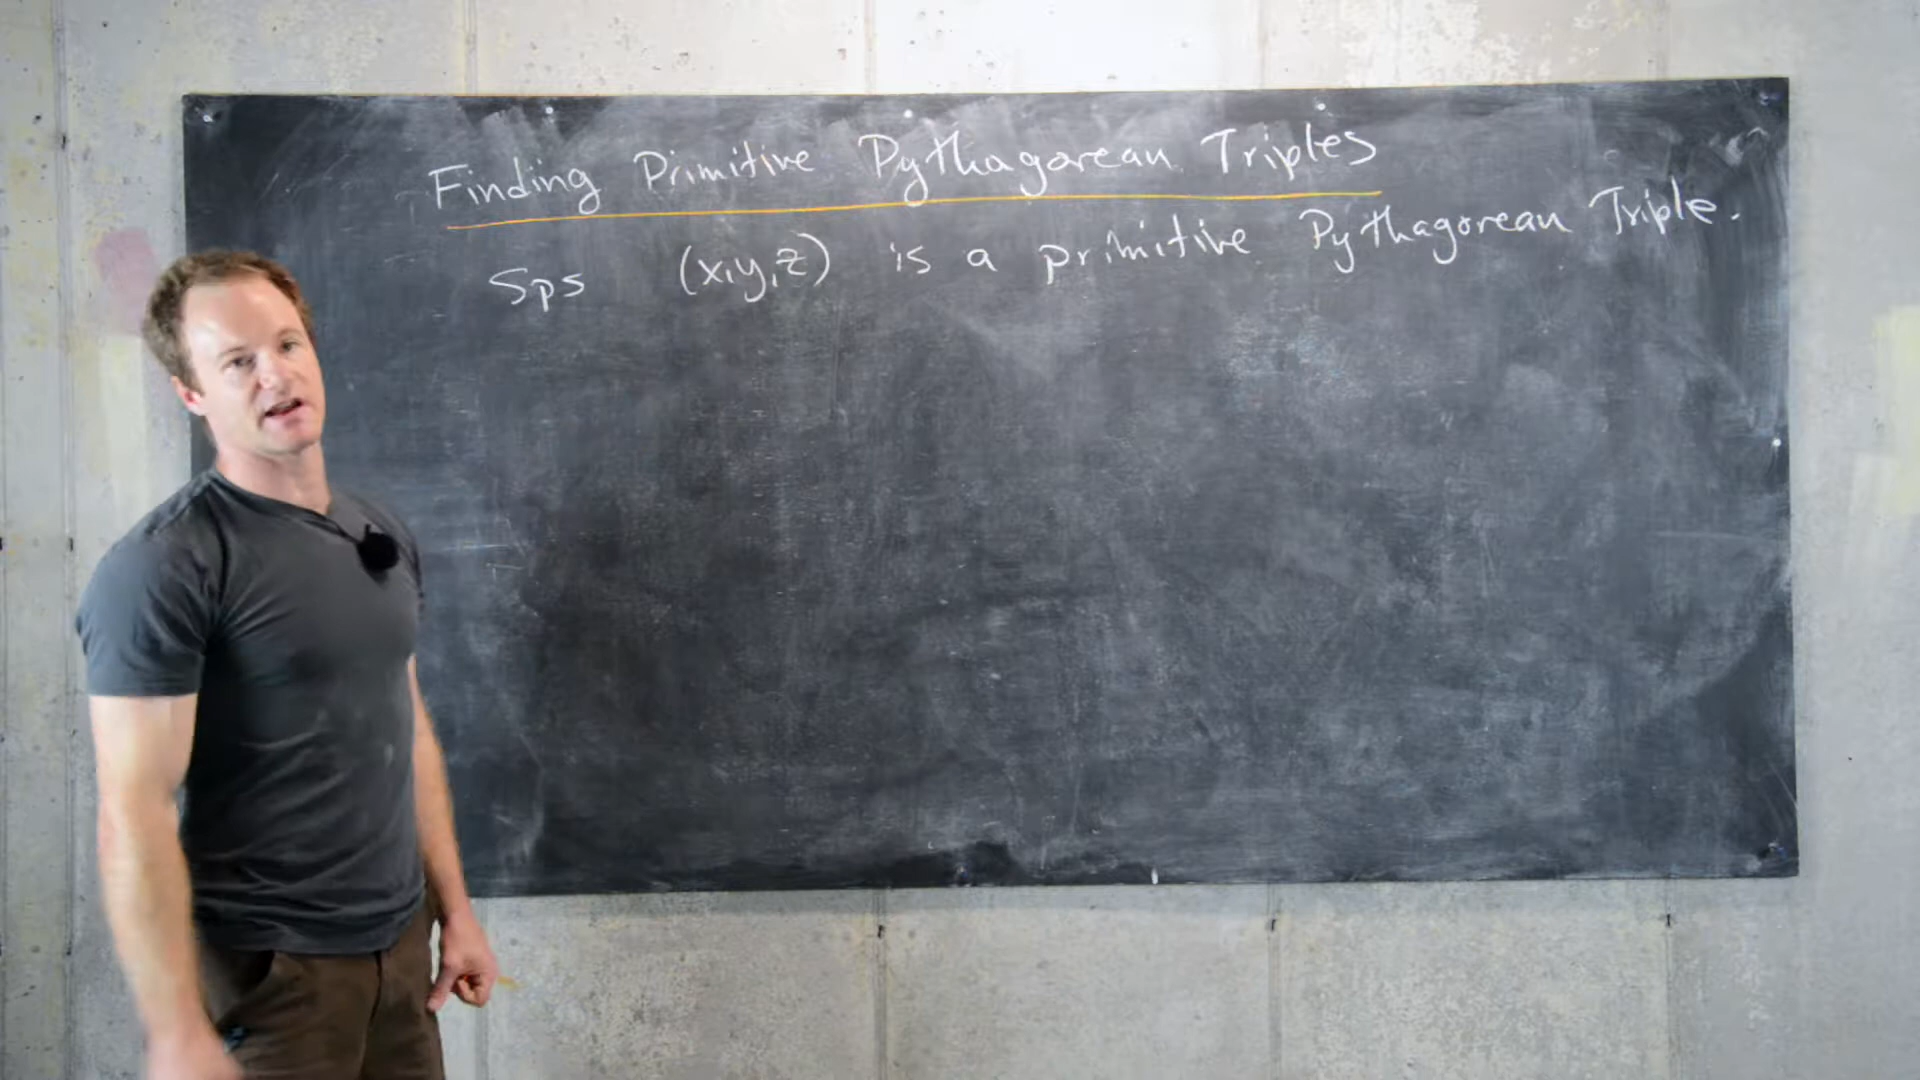 Finding Primitive Pythagorean Triples
Sps (x,y,z) is a primitive Pythagorean Triple.